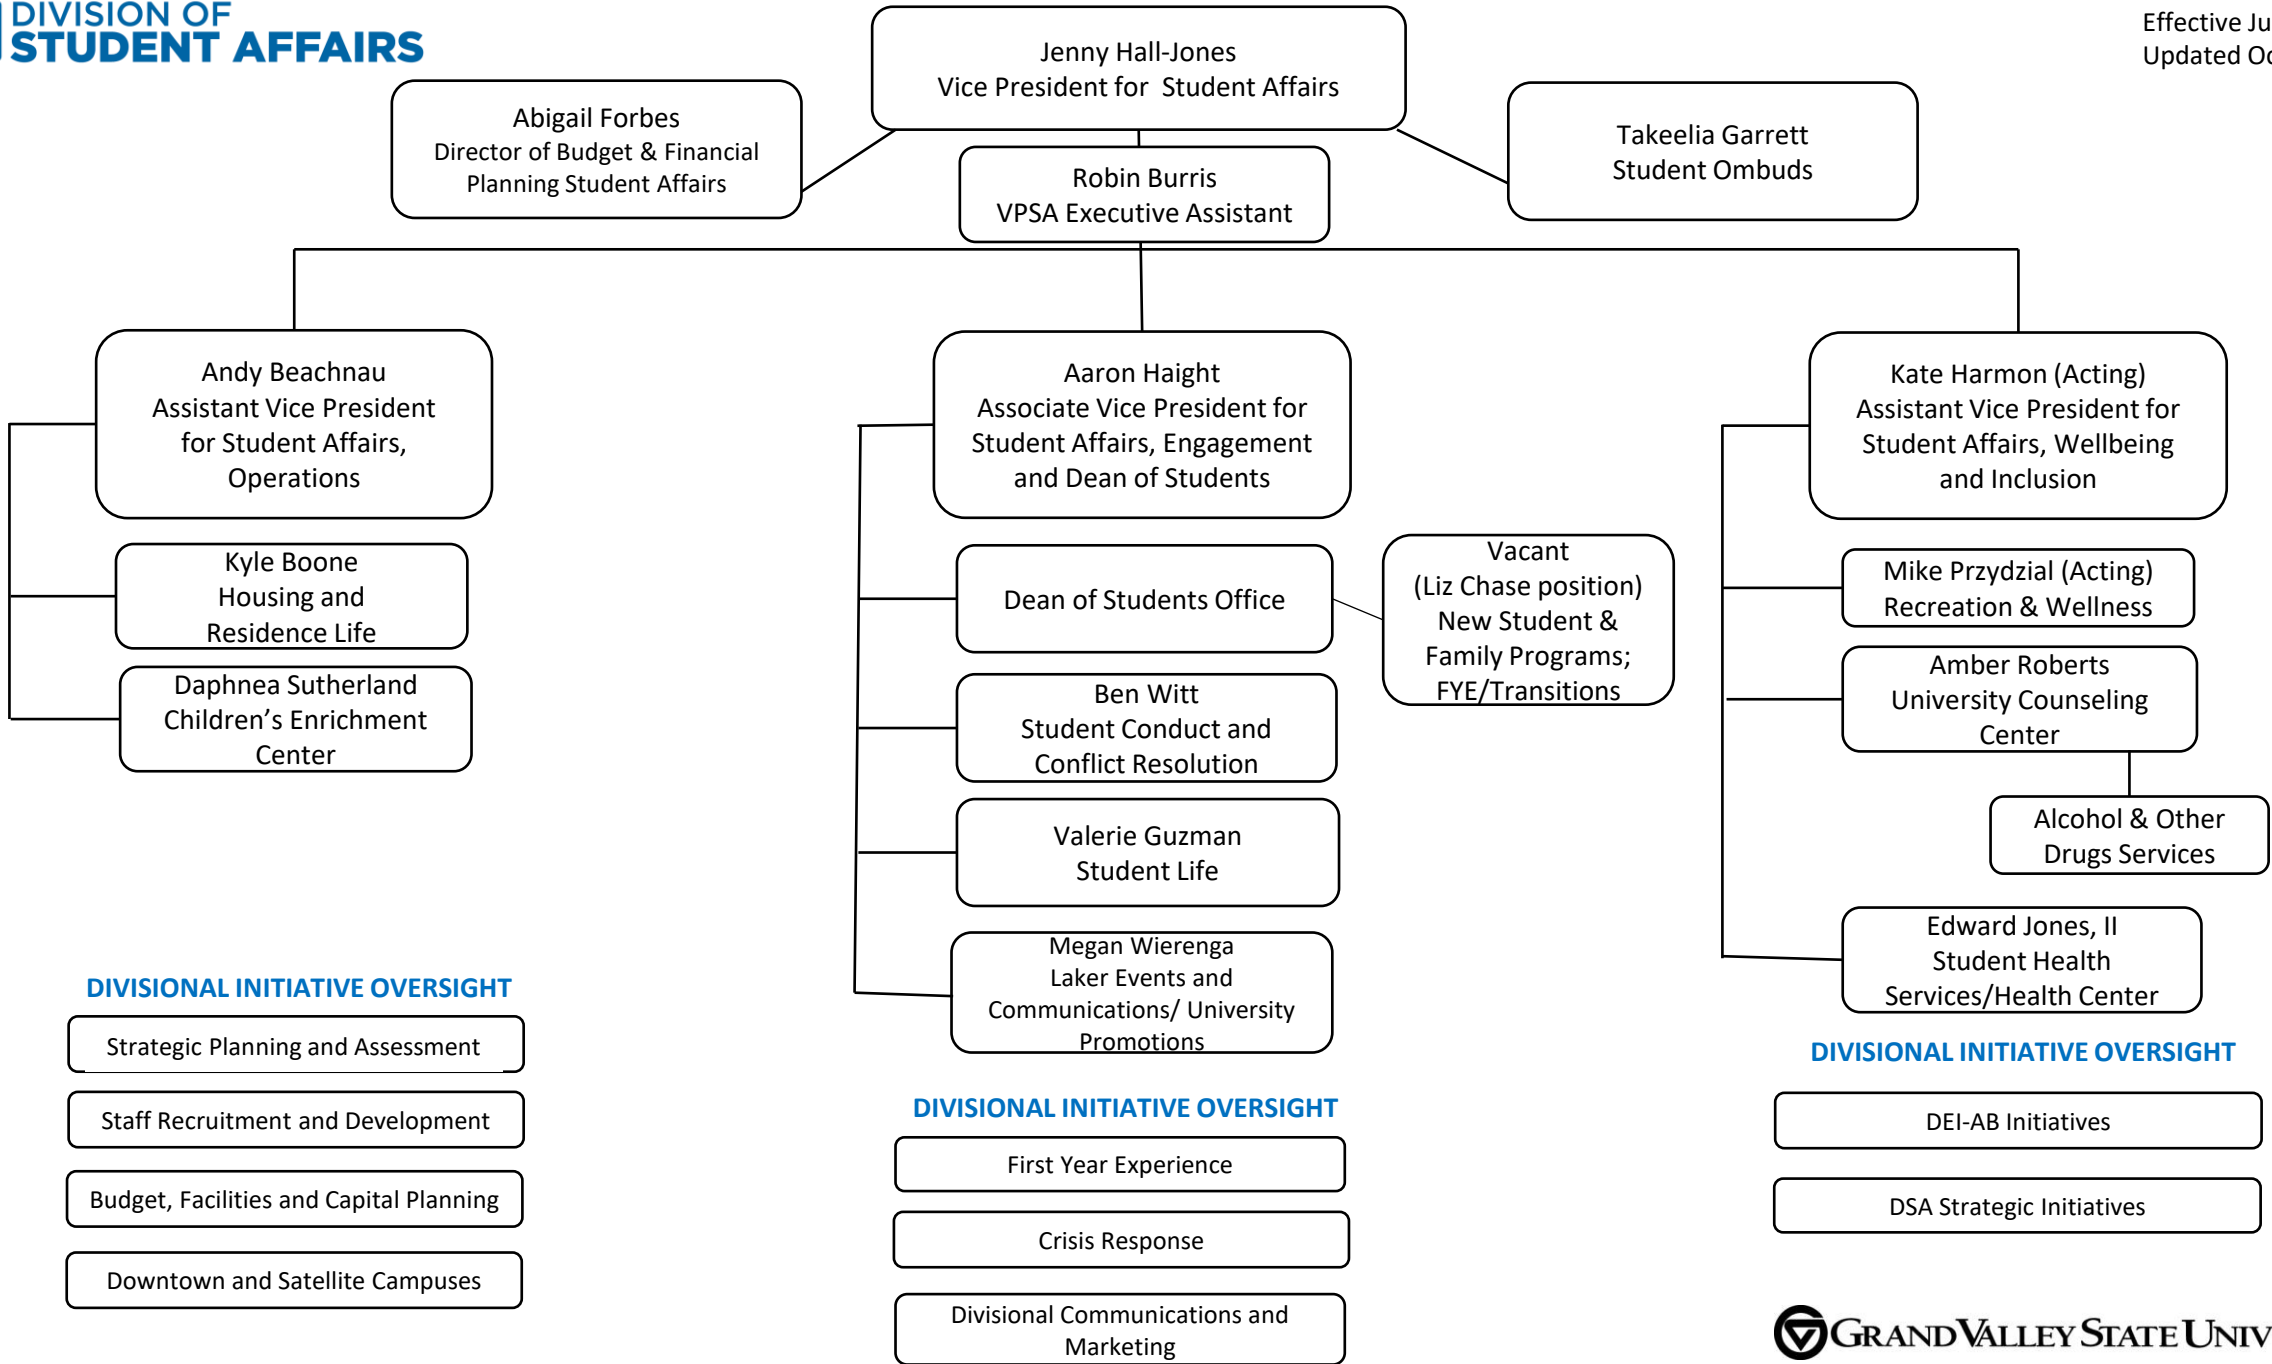 DIVISION OF
STUDENT AFFAIRS
Effective
Updated
Jenny Hall-Jones
Vice President for Student Affairs
Abigail Forbes
Director of Budget & Financial
Planning Student Affairs
Robin Burris
VPSA Executive Assistant
Takeelia Garrett
Student Ombuds
Andy Beachnau
Assistant Vice President
for Student Affairs,
Operations
Kyle Boone
Housing and
Residence Life
Daphnea Sutherland
Children’s Enrichment
Center
DIVISIONAL INITIATIVE OVERSIGHT
Strategic Planning and Assessment
Staff Recruitment and Development
Budget, Facilities and Capital Planning
Downtown and Satellite Campuses
Aaron Haight
Associate Vice President for
Student Affairs, Engagement
and Dean of Students
Dean of Students Office
Vacant
(Liz Chase position)
New Student &
Family Programs;
FYE/Transitions
Ben Witt
Student Conduct and
Conflict Resolution
Valerie Guzman
Student Life
Megan Wierenga
Laker Events and
Communications/ University
Promotions
DIVISIONAL INITIATIVE OVERSIGHT
First Year Experience
Crisis Response
Divisional Communications and
Marketing
Kate Harmon (Acting)
Assistant Vice President for
Student Affairs, Wellbeing
and Inclusion
Mike Przydzial (Acting)
Recreation & Wellness
Amber Roberts
University Counseling
Center
Alcohol & Other
Drugs Services
Edward Jones, II
Student Health
Services/Health Center
DIVISIONAL INITIATIVE OVERSIGHT
DEI-AB Initiatives
DSA Strategic Initiatives
GRAND VALLEY STATE